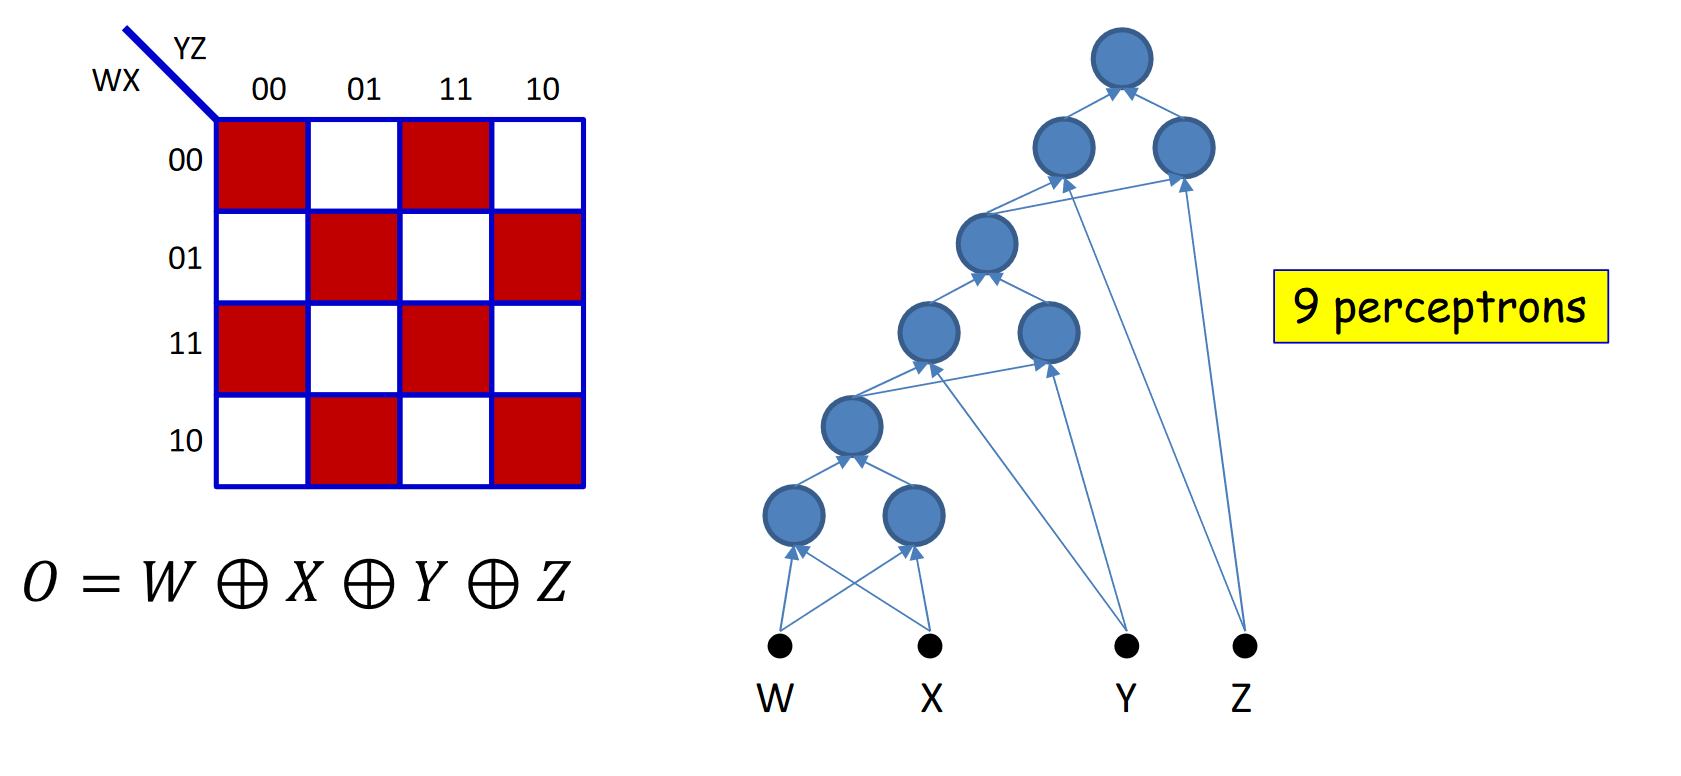 YZ
WX
00 01 11 10
00
01
11
10
O = W ⊕ X ⊕ Y ⊕ Z
9 perceptrons
W X Y Z